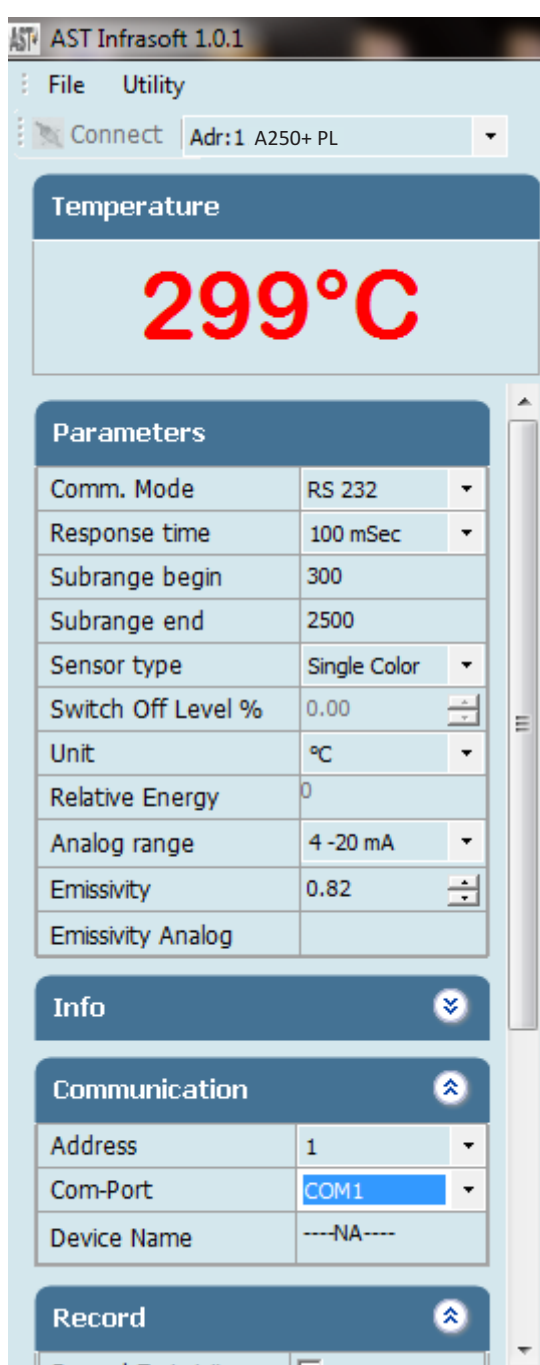 AST AST Infrasoft 1.0.1
File Utility
Connect Adr:1 A250+ PL
Temperature
299°C
Parameters
Comm. Mode RS 232
Response time 100 mSec
Subrange begin 300
Subrange end 2500
Sensor type Single Color
Switch Off Level % 0.00
Unit °C
Relative Energy 0
Analog range 4 -20 mA
Emissivity 0.82
Emissivity Analog
Info
Communication
Address 1
Com-Port COM1
Device Name ----NA----
Record